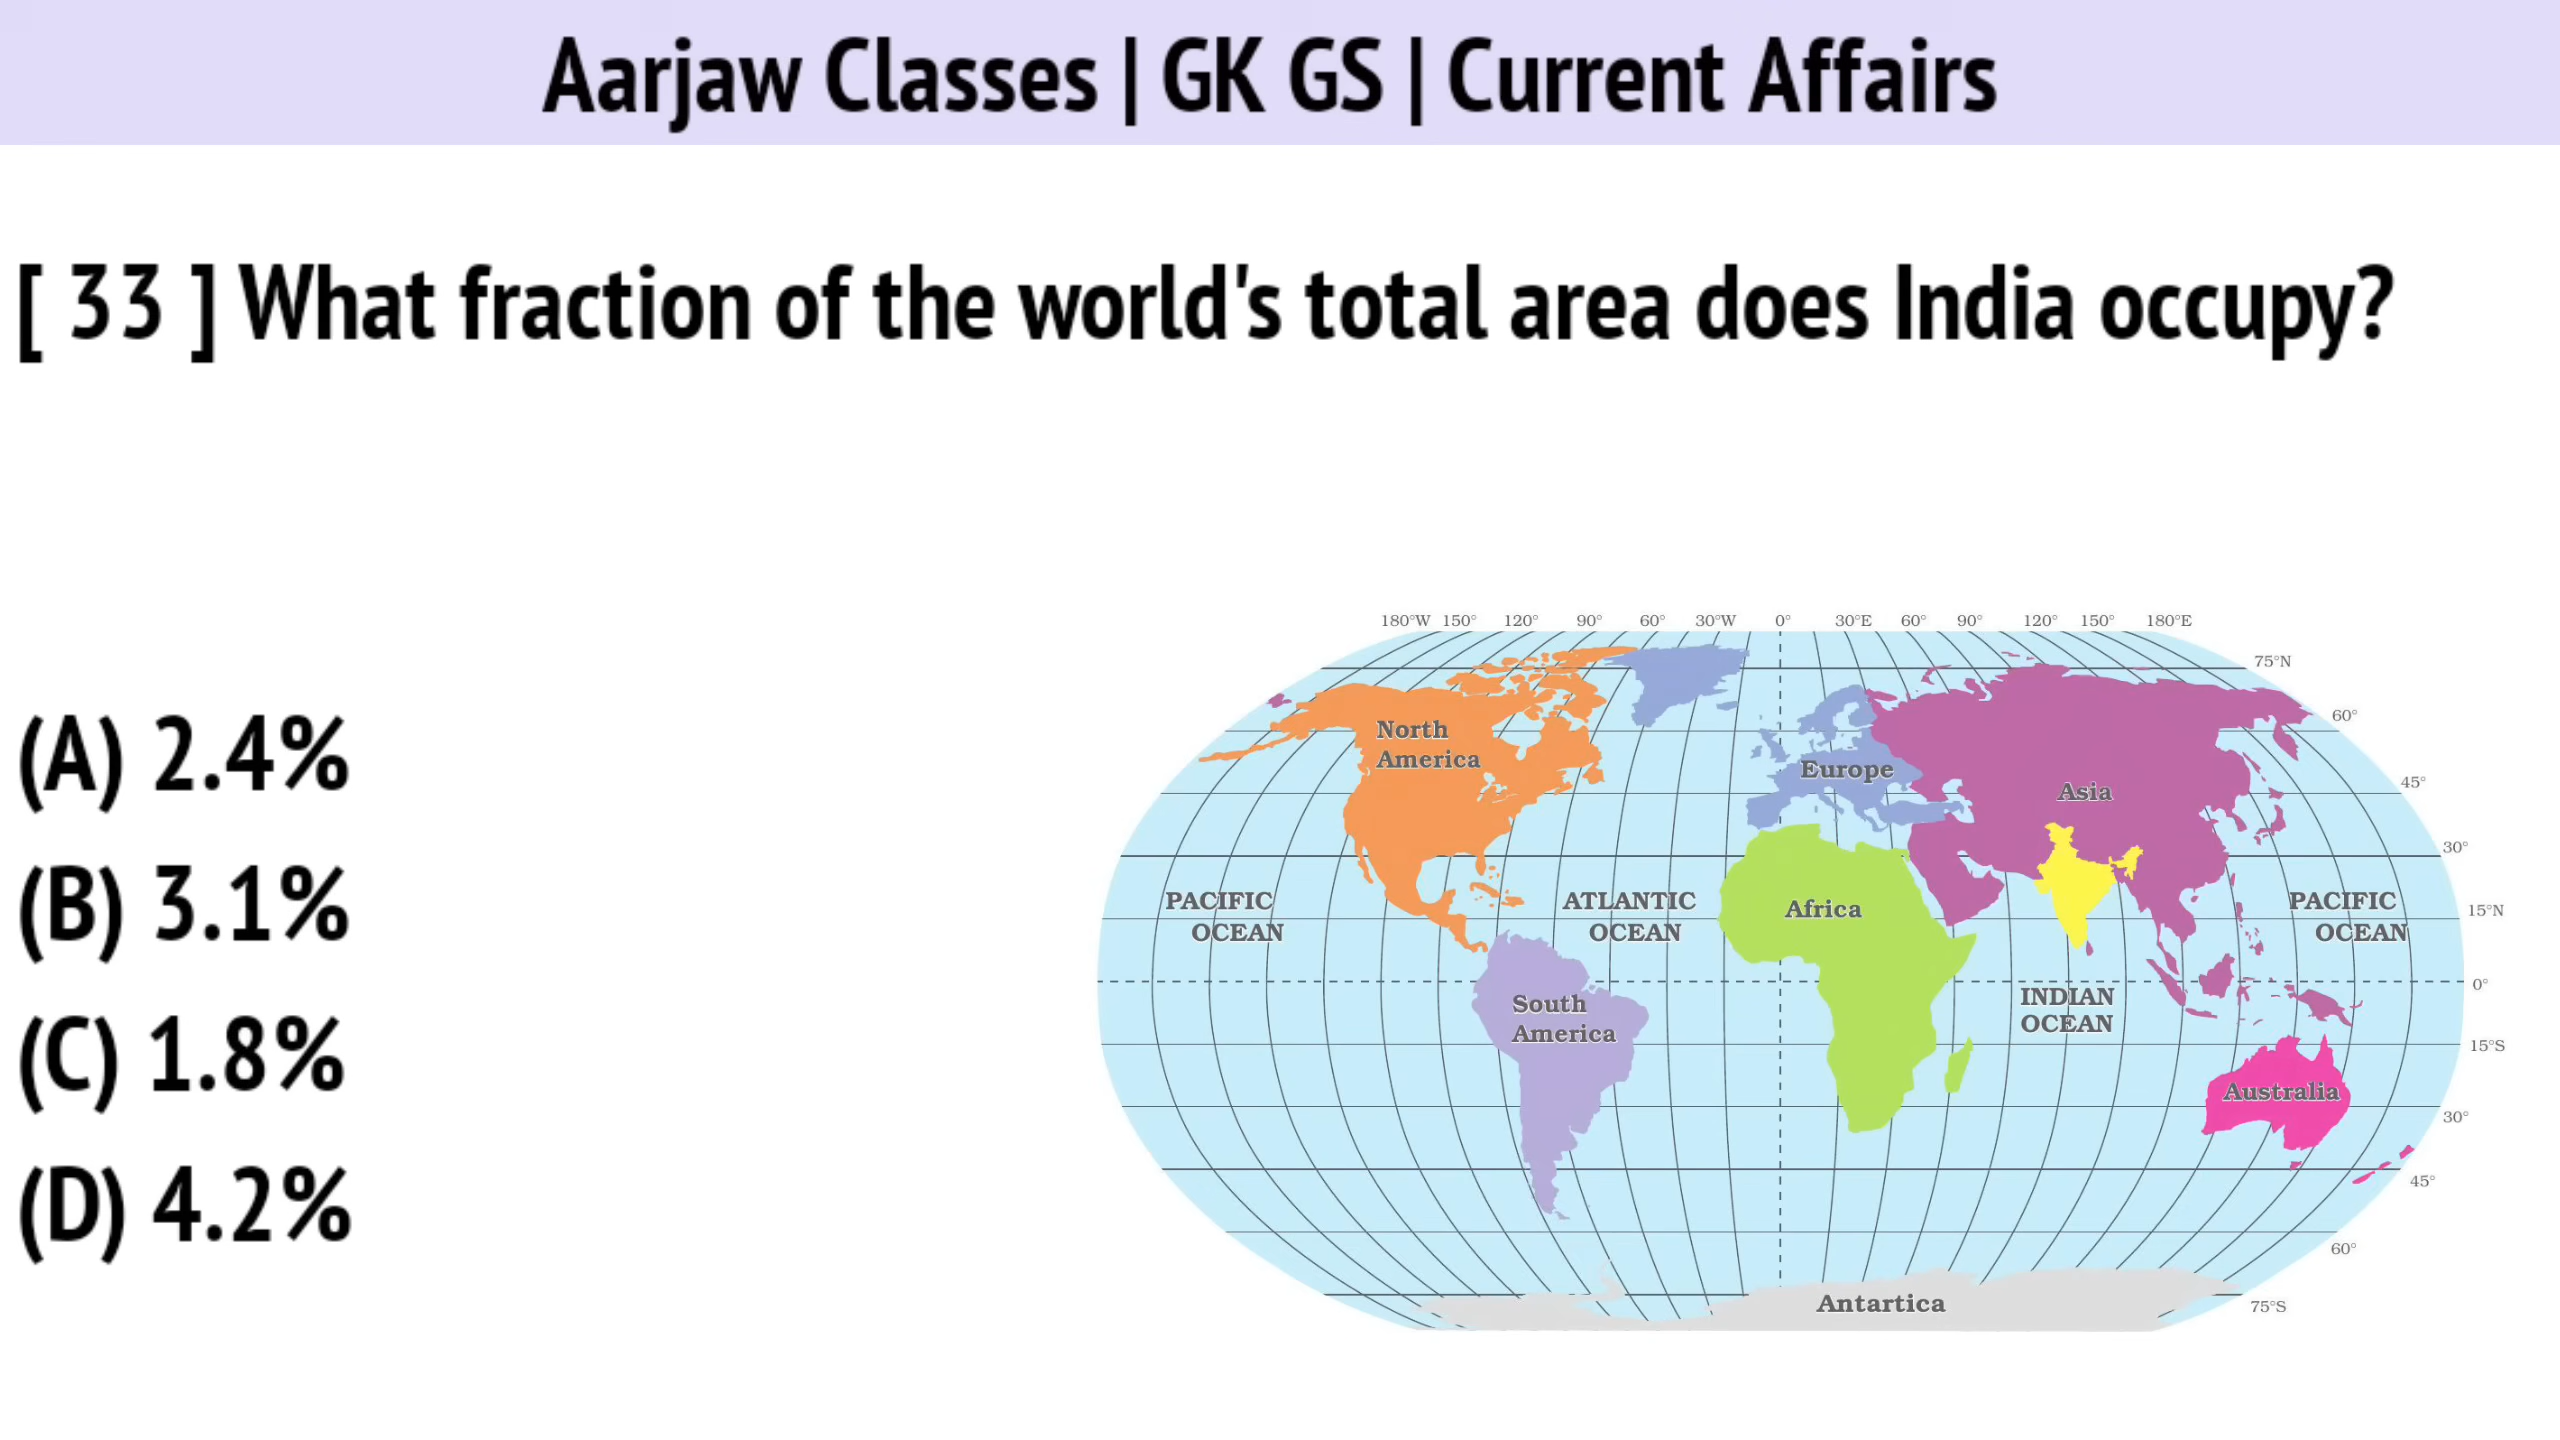 Aarjaw Classes | GK GS | Current Affairs
[ 33 ] What fraction of the world's total area does India occupy?
(A) 2.4%
(B) 3.1%
(C) 1.8%
(D) 4.2%
180°W 150° 120° 90° 60° 30°W 0° 30°E 60° 90° 120° 150° 180°E
75°N
60°
45°
30°
15°N
0°
15°S
30°
45°
60°
75°S
North
America
Europe
Asia
PACIFIC
OCEAN
ATLANTIC
OCEAN
Africa
PACIFIC
OCEAN
South
America
INDIAN
OCEAN
Australia
Antartica